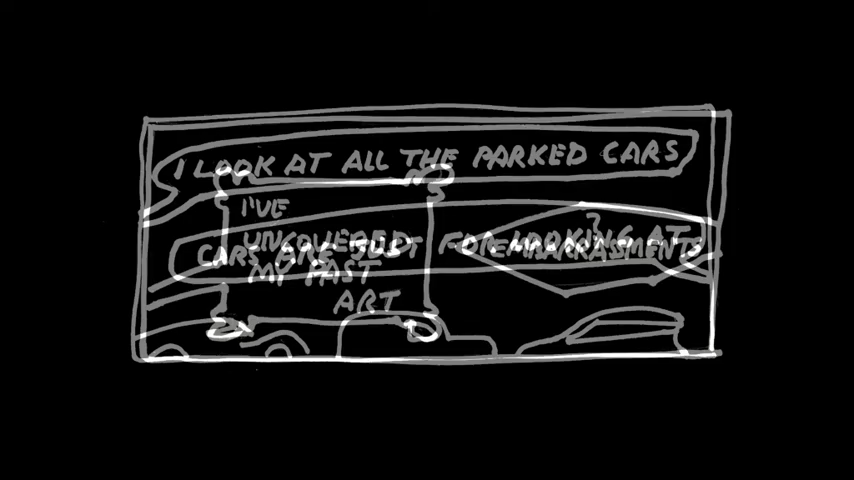 I LOOK AT ALL THE PARKED CARS
CARS ARE JUST FOR LOOKING AT
I'VE
UNCOVERED
MY PAST
ART
?